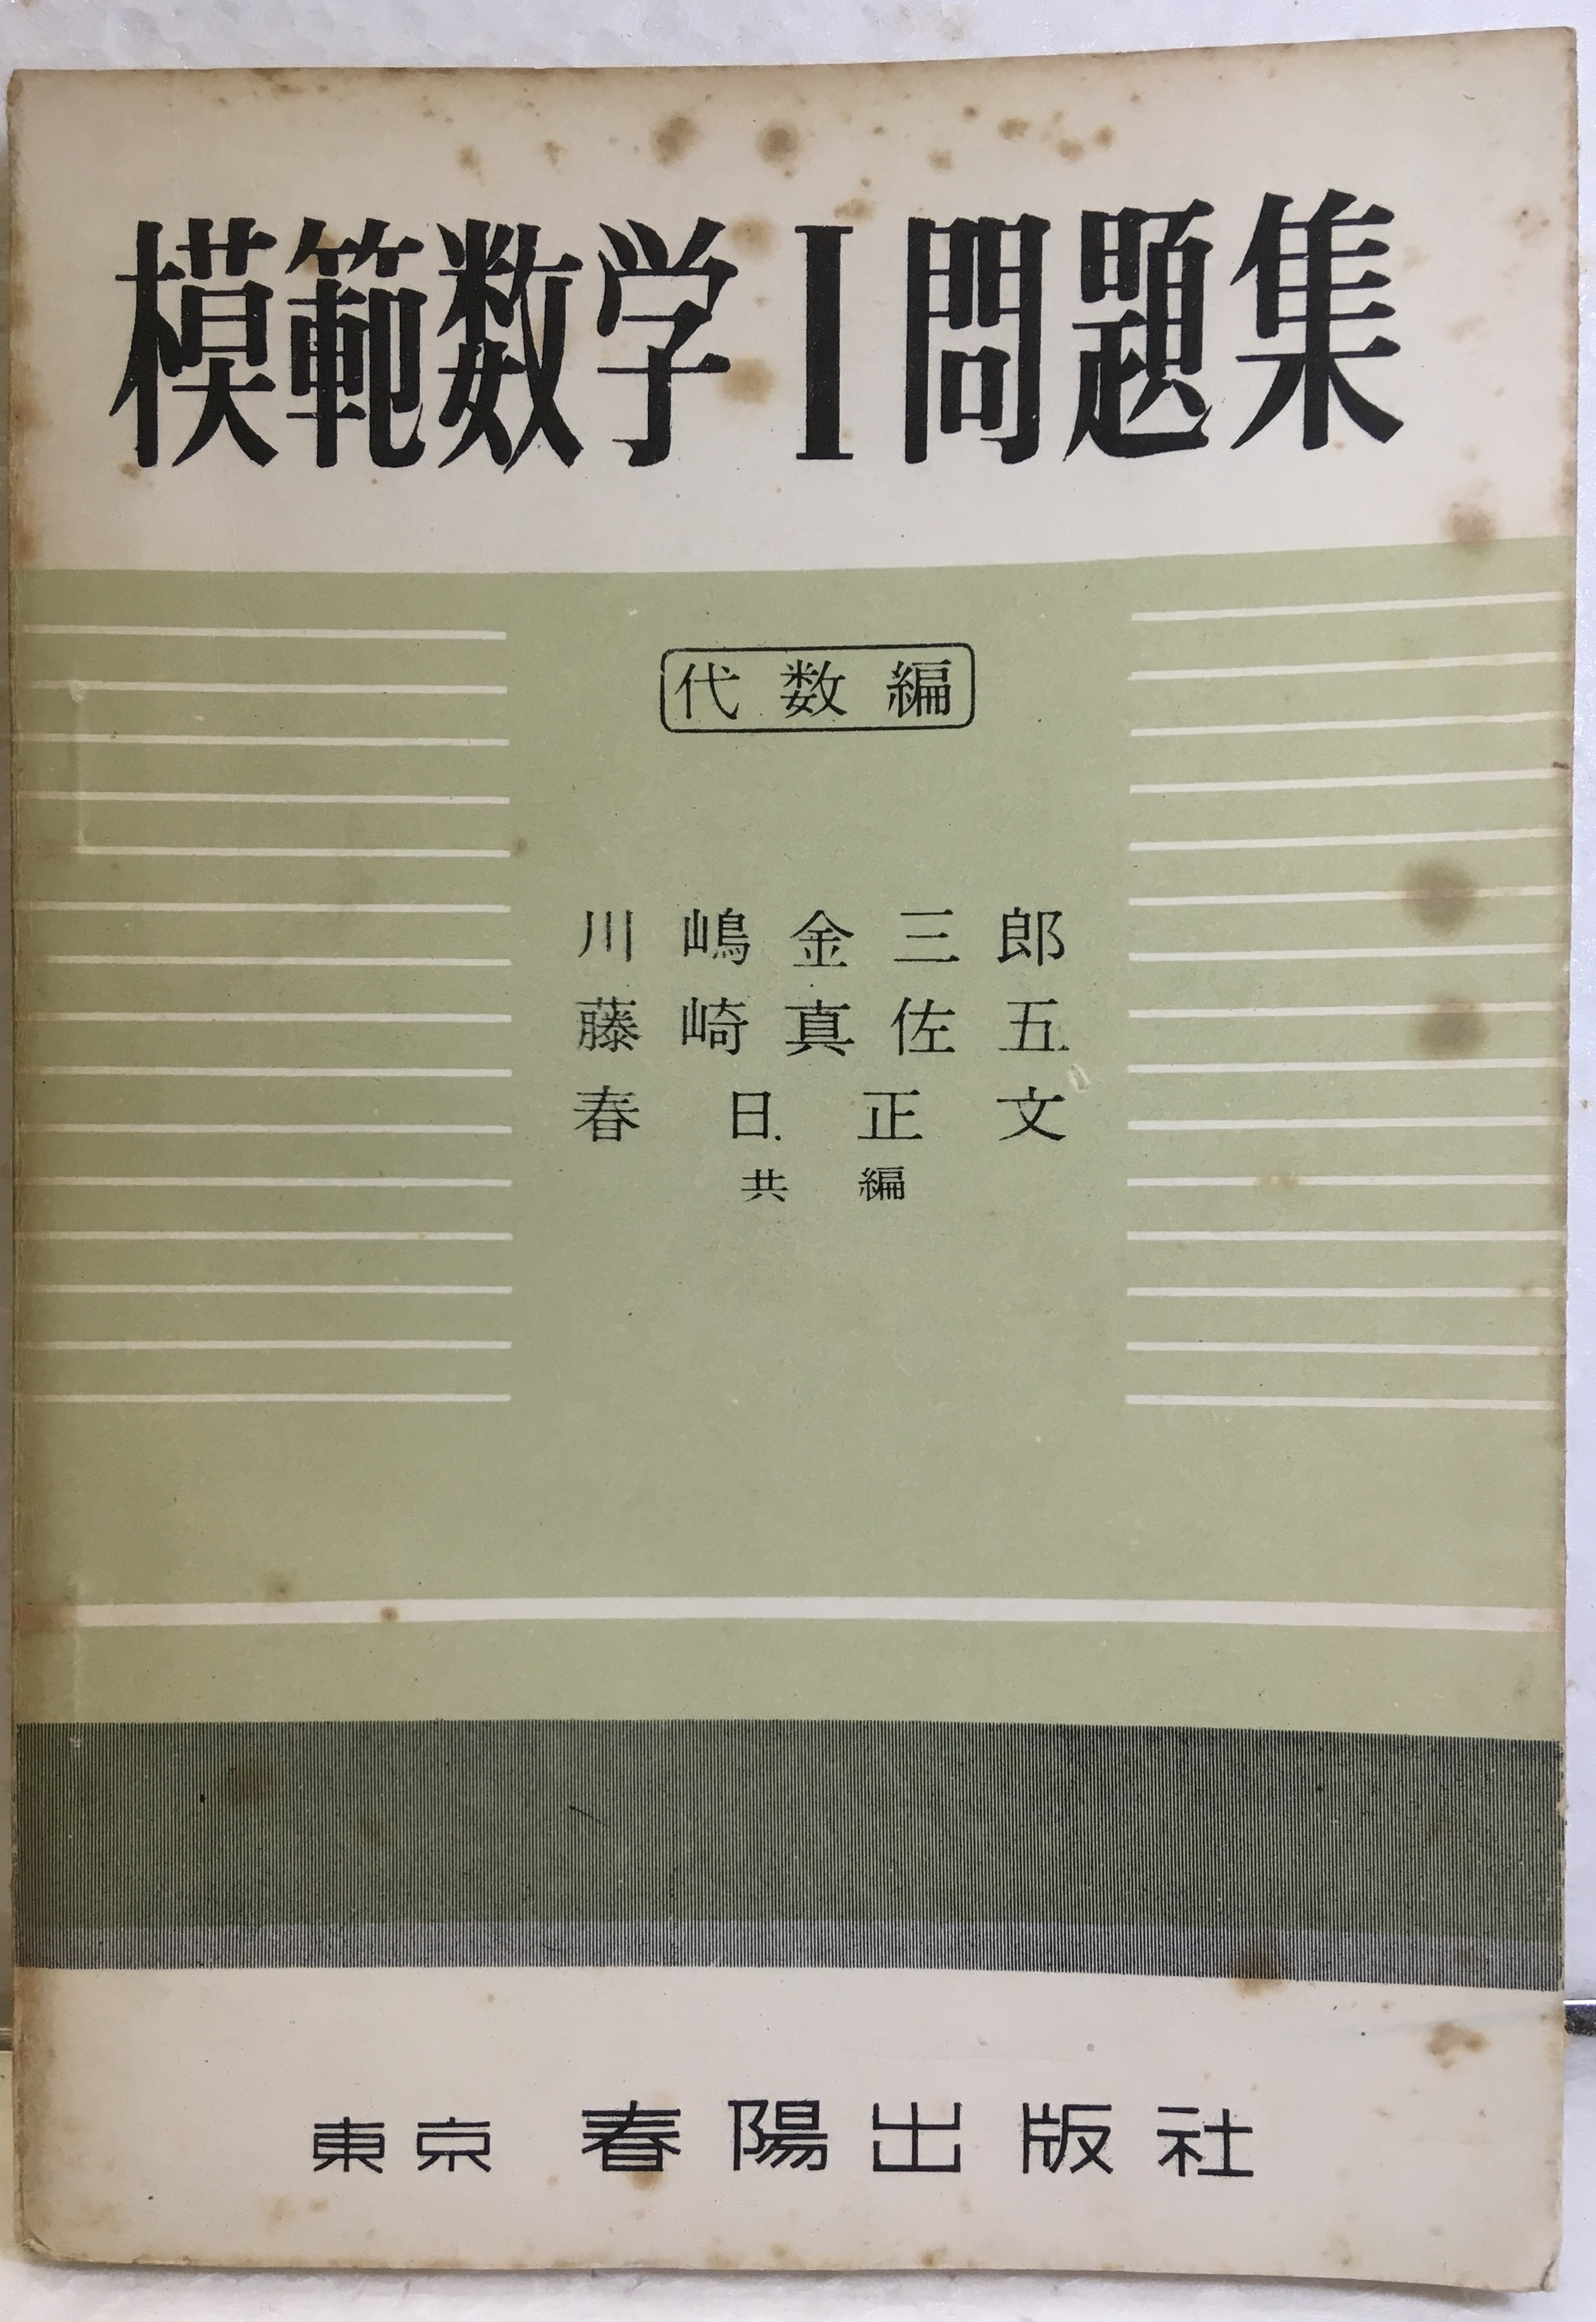 模範数学Ⅰ問題集
代数編
川嶋金三郎
藤崎真佐五
春日正文
共編
東京 春陽出版社